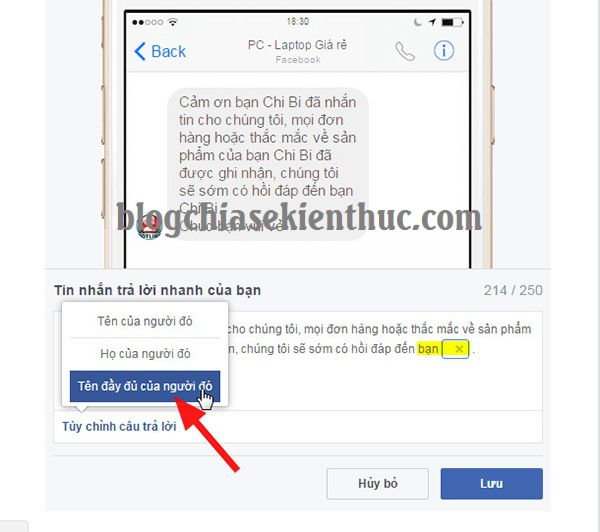 18:30
Back
PC - Laptop Giá rẻ
Facebook
Cảm ơn bạn Chi Bi đã nhắn
tin cho chúng tôi, mọi đơn
hàng hoặc thắc mắc về sản
phẩm của bạn Chi Bi đã
được ghi nhận, chúng tôi
sẽ sớm có hồi đáp đến bạn
Chi Bi
Chúc bạn vui vẻ
blogchiasekienthuc.com
Tin nhắn trả lời nhanh của bạn
214 / 250
cho chúng tôi, mọi đơn háng hoặc thắc mắc về sản phẩm
n, chúng tôi sẽ sớm có hồi đáp đến bạn .
Tên của người đó
Họ của người đó
Tên đầy đủ của người đó
Tùy chỉnh câu trả lời
Hủy bỏ
Lưu